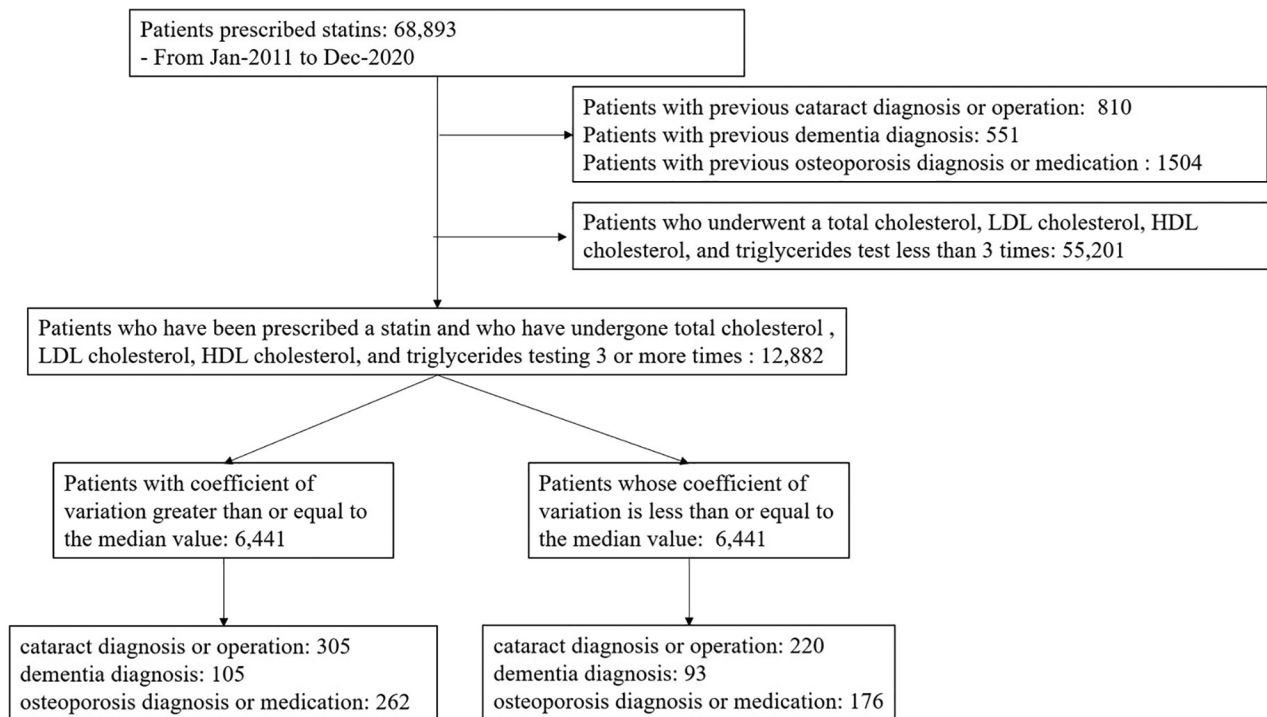 Patients prescribed statins: 68,893
- From Jan-2011 to Dec-2020
Patients with previous cataract diagnosis or operation:  810
Patients with previous dementia diagnosis: 551
Patients with previous osteoporosis diagnosis or medication : 1504
Patients who underwent a total cholesterol, LDL cholesterol, HDL
cholesterol, and triglycerides test less than 3 times: 55,201
Patients who have been prescribed a statin and who have undergone total cholesterol ,
LDL cholesterol, HDL cholesterol, and triglycerides testing 3 or more times : 12,882
Patients with coefficient of
variation greater than or equal to
the median value: 6,441
Patients whose coefficient of
variation is less than or equal to
the median value:  6,441
cataract diagnosis or operation: 305
dementia diagnosis: 105
osteoporosis diagnosis or medication: 262
cataract diagnosis or operation: 220
dementia diagnosis: 93
osteoporosis diagnosis or medication: 176